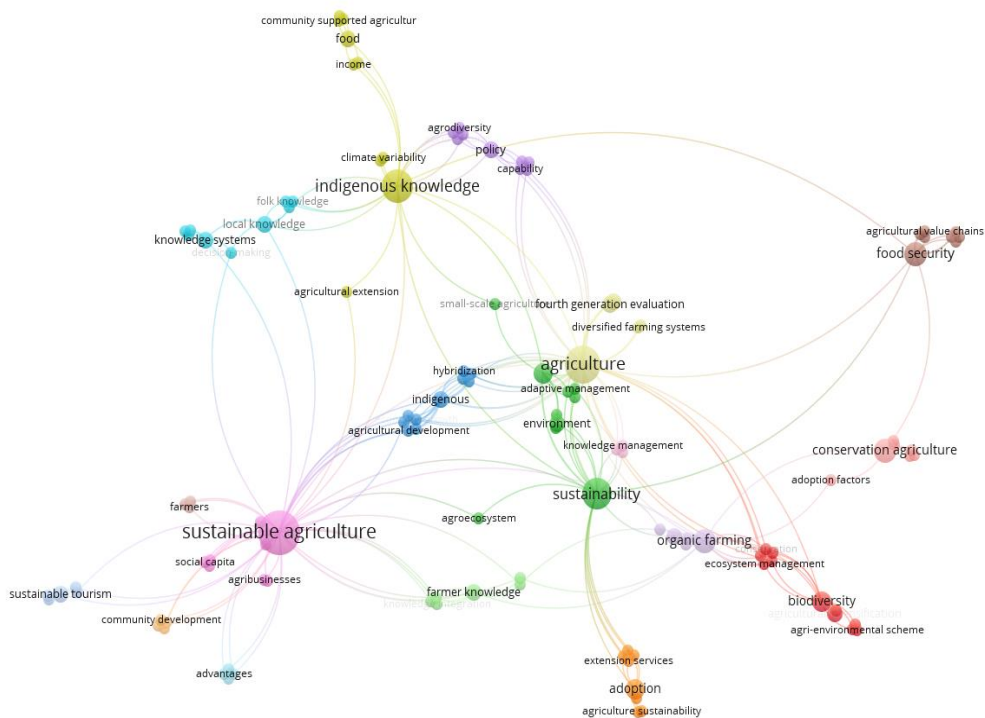 community supported agricultur
food
income
agrodiversity
policy
climate variability
capability
indigenous knowledge
folk knowledge
local knowledge
agricultural value chains
knowledge systems
decision making
food security
agricultural extension
small-scale agriculture
fourth generation evaluation
diversified farming systems
agriculture
hybridization
adaptive management
indigenous
environment
agricultural development
knowledge management
conservation agriculture
adoption factors
sustainability
farmers
agroecosystem
sustainable agriculture
organic farming
social capita
ecosystem management
agribusinesses
sustainable tourism
farmer knowledge
knowledge integration
biodiversity
community development
agri-environmental scheme
extension services
advantages
adoption
agriculture sustainability